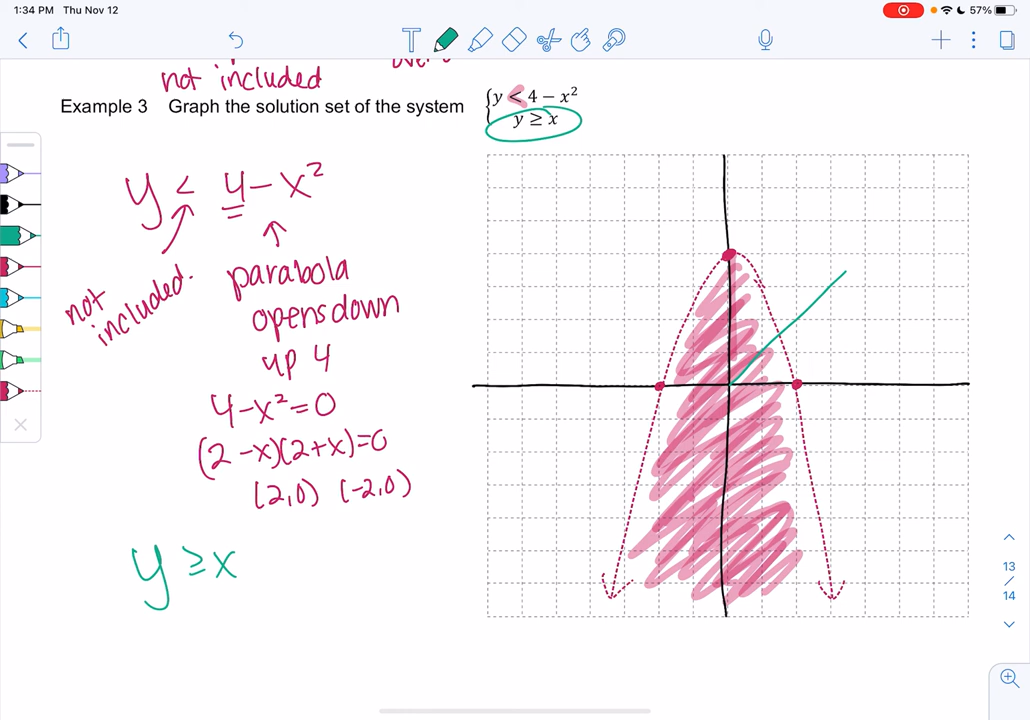 1:34 PM Thu Nov 12
57%
not included
Example 3 Graph the solution set of the system
y < 4 − x²
y ≥ x
y < 4 − x²
not included.
parabola
opens down
up 4
4−x²=0
(2−x)(2+x)=0
(2,0) (-2,0)
y ≥ x
13
/
14